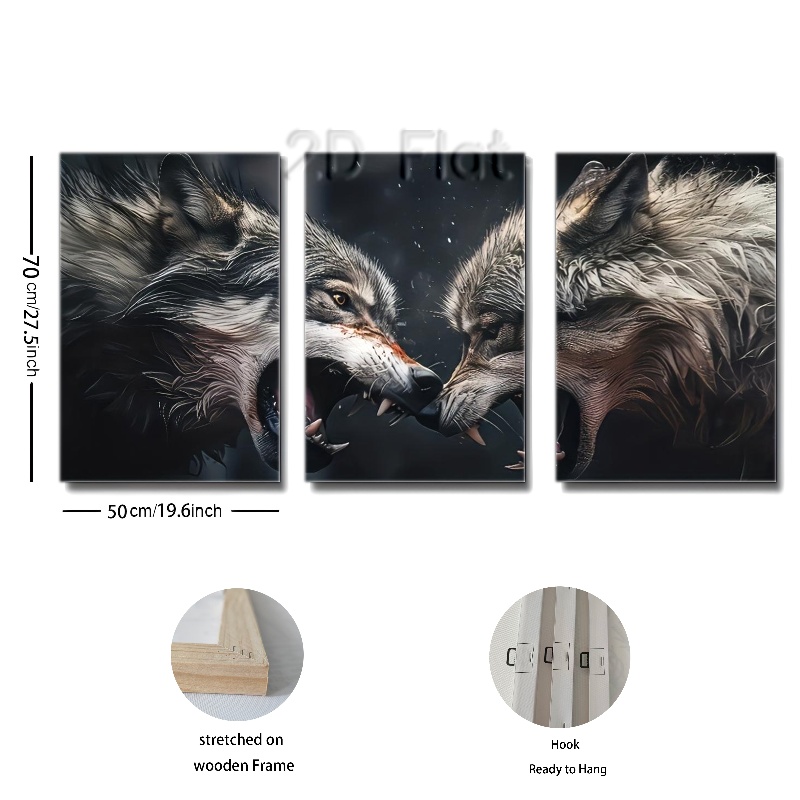 2D Flat
70 cm/27.5inch
50cm/19.6inch
stretched on
wooden Frame
Hook
Ready to Hang